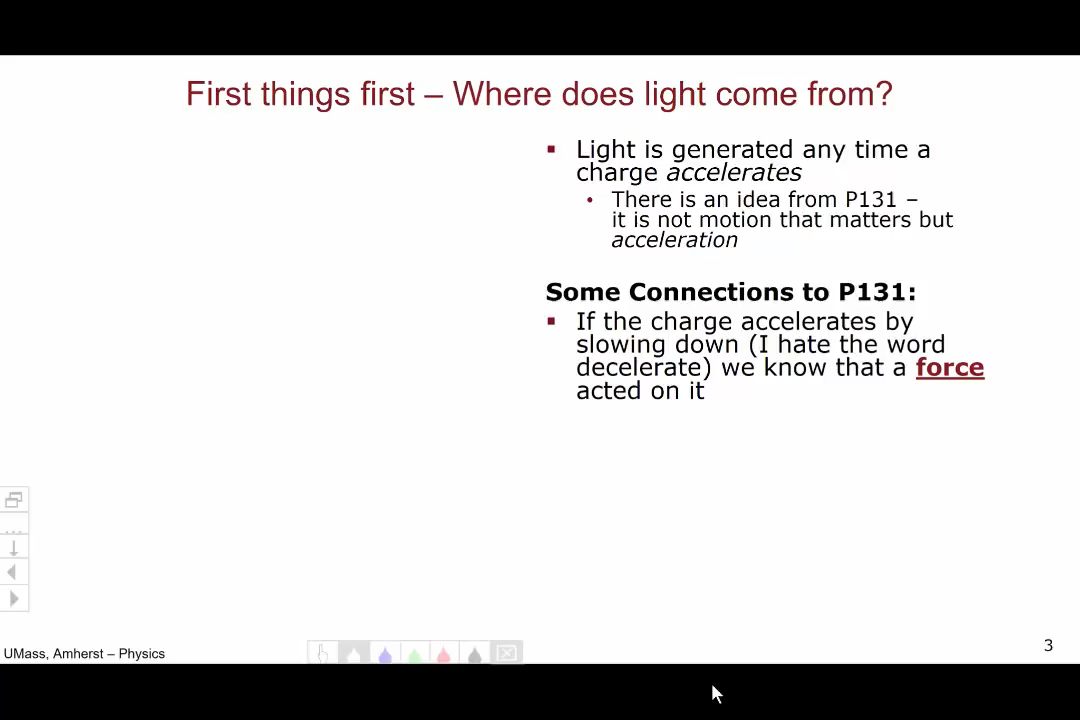 First things first – Where does light come from?
▪ Light is generated any time a
charge accelerates
• There is an idea from P131 –
it is not motion that matters but
acceleration
Some Connections to P131:
▪ If the charge accelerates by
slowing down (I hate the word
decelerate) we know that a force
acted on it
UMass, Amherst – Physics
3